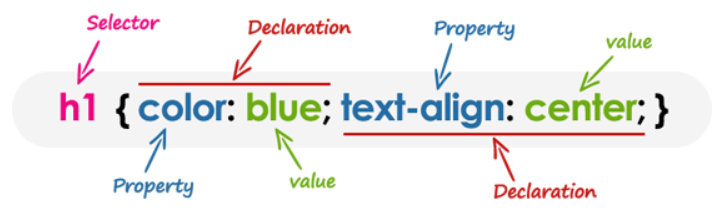 Selector
Declaration
Property
value
h1 { color: blue; text-align: center; }
Property
value
Declaration